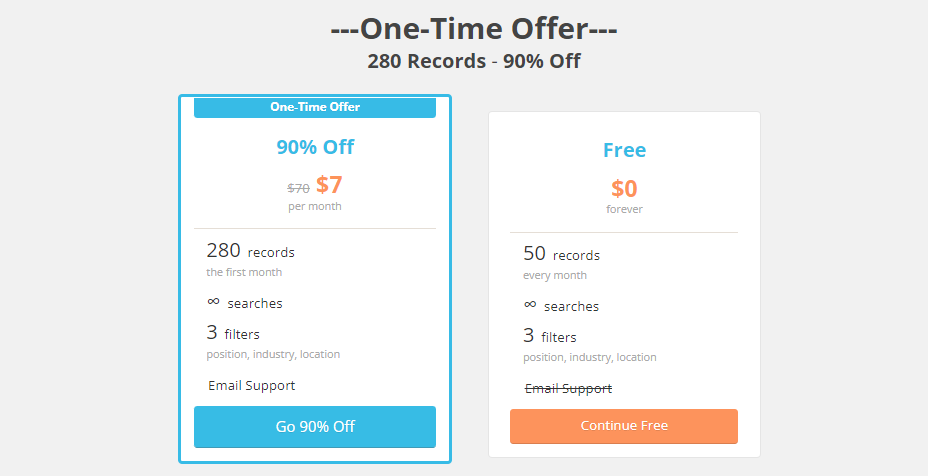 ---One-Time Offer---
280 Records - 90% Off
One-Time Offer
90% Off
$70 $7
per month
280 records
the first month
∞ searches
3 filters
position, industry, location
Email Support
Go 90% Off
Free
$0
forever
50 records
every month
∞ searches
3 filters
position, industry, location
Email Support
Continue Free